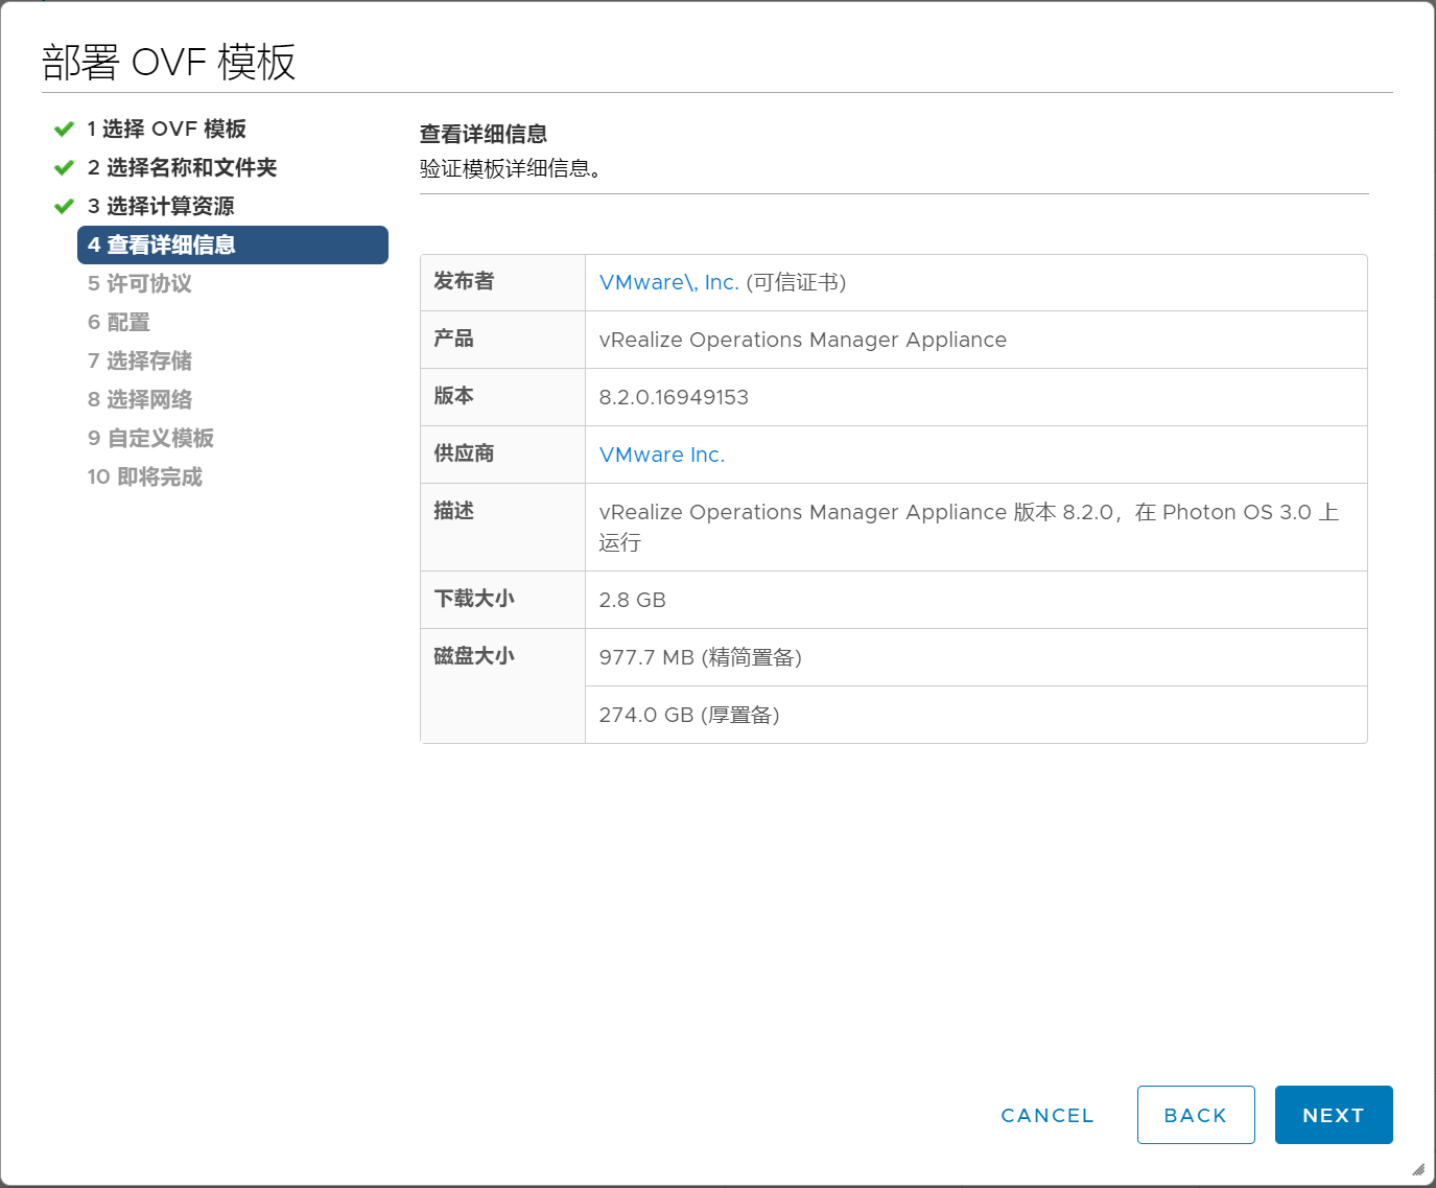 部署 OVF 模板
1 选择 OVF 模板
2 选择名称和文件夹
3 选择计算资源
4 查看详细信息
5 许可协议
6 配置
7 选择存储
8 选择网络
9 自定义模板
10 即将完成
查看详细信息
验证模板详细信息。
发布者 VMware\, Inc. (可信证书)
产品 vRealize Operations Manager Appliance
版本 8.2.0.16949153
供应商 VMware Inc.
描述 vRealize Operations Manager Appliance 版本 8.2.0，在 Photon OS 3.0 上
运行
下载大小 2.8 GB
磁盘大小 977.7 MB (精简置备)
274.0 GB (厚置备)
CANCEL BACK NEXT